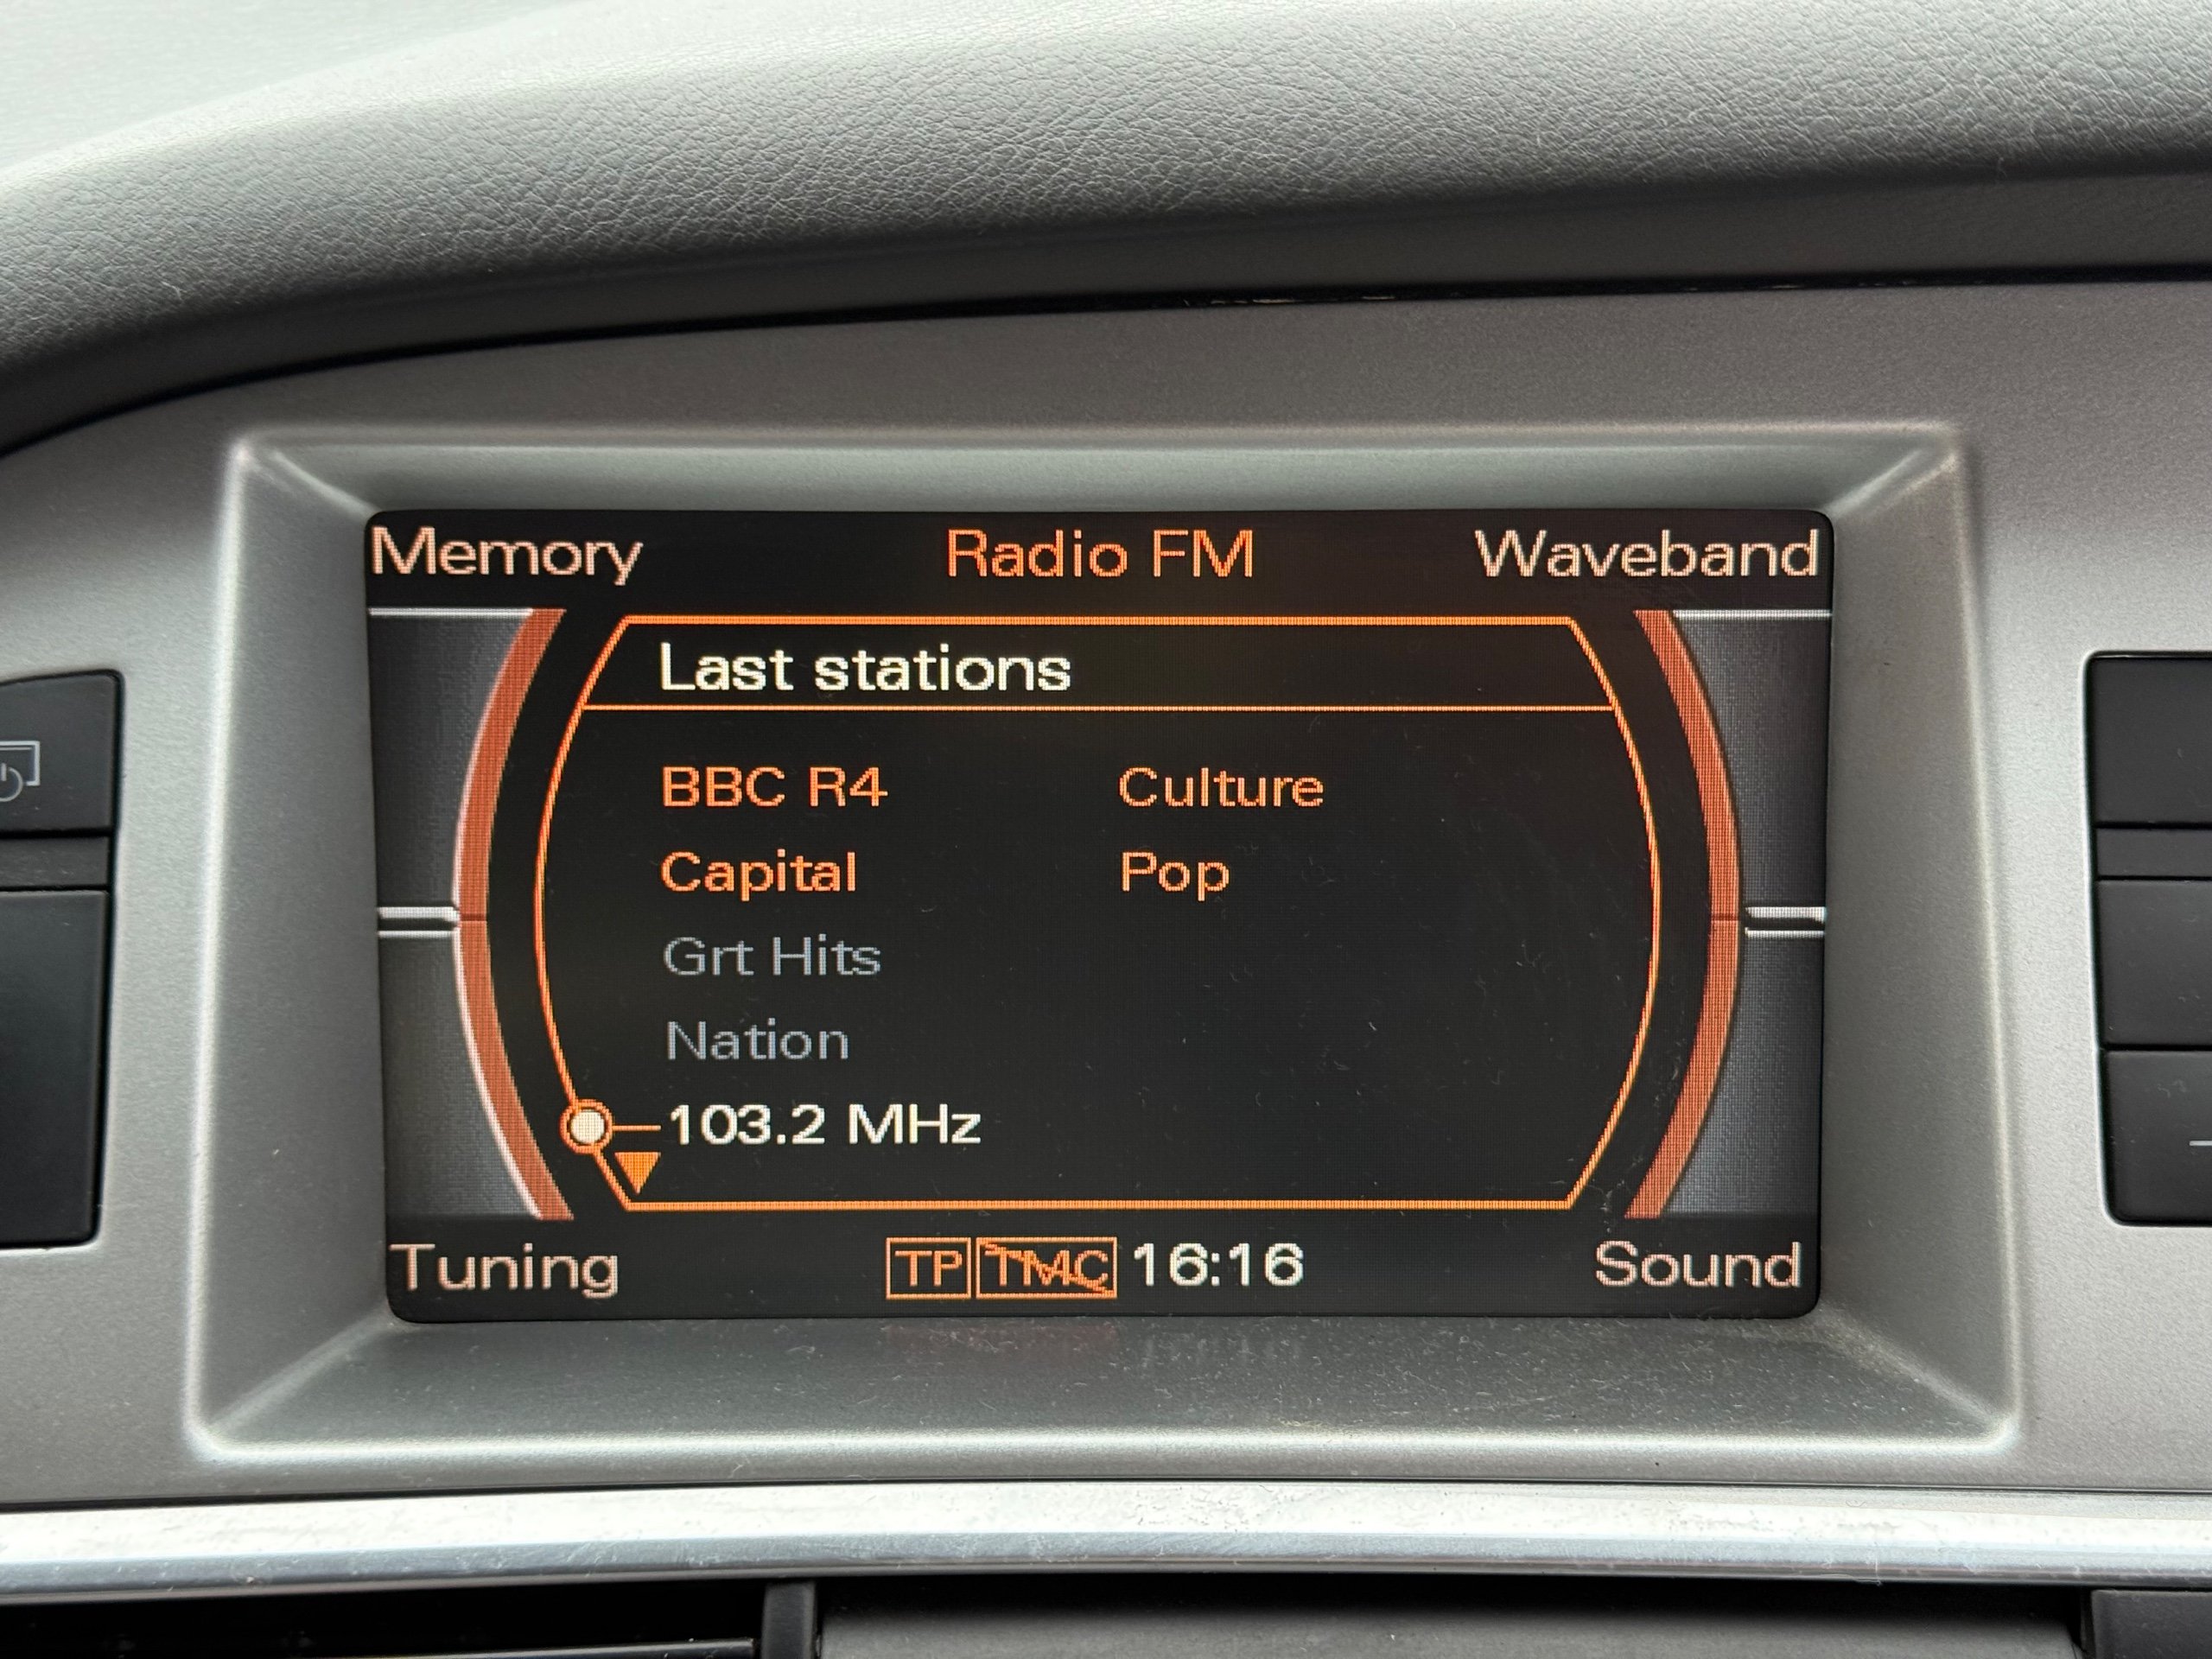 Memory Radio FM Waveband
Last stations
BBC R4 Culture
Capital Pop
Grt Hits
Nation
103.2 MHz
Tuning TP TMC 16:16 Sound